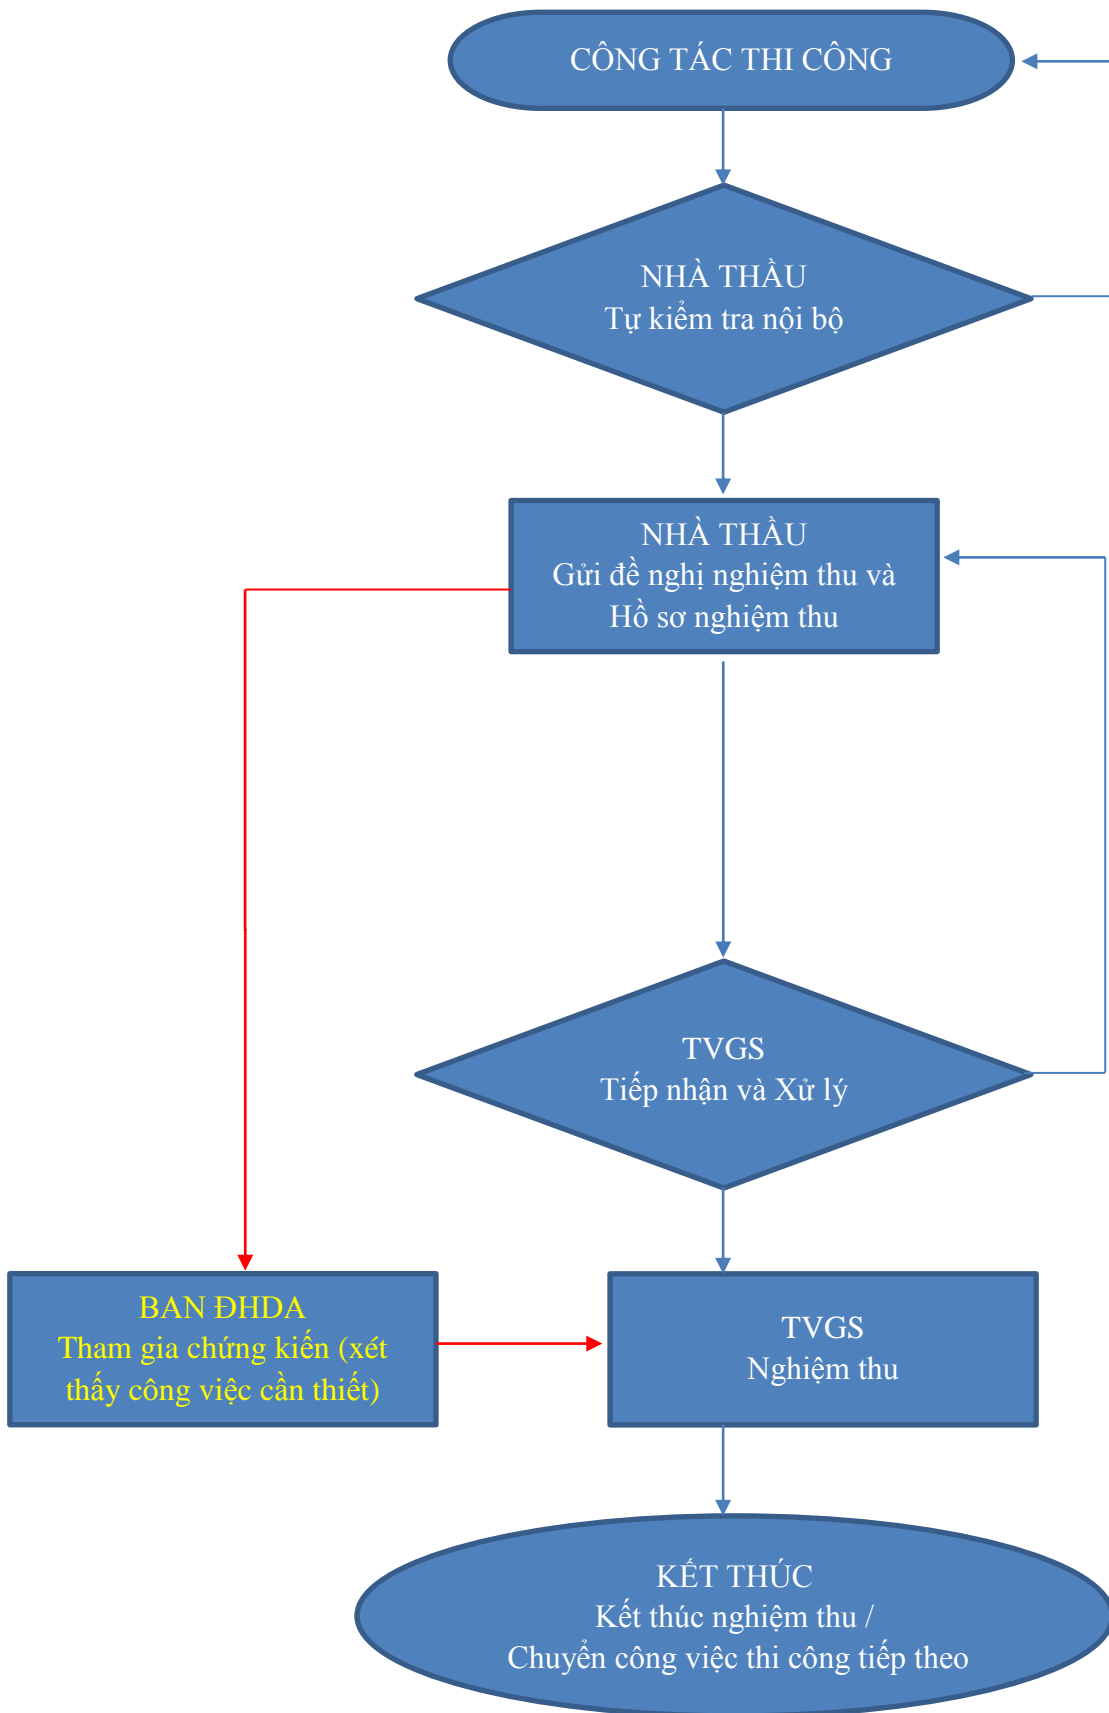 CÔNG TÁC THI CÔNG
NHÀ THẦU
Tự kiểm tra nội bộ
NHÀ THẦU
Gửi đề nghị nghiệm thu và
Hồ sơ nghiệm thu
TVGS
Tiếp nhận và Xử lý
BAN ĐHDA
Tham gia chứng kiến (xét
thấy công việc cần thiết)
TVGS
Nghiệm thu
KẾT THÚC
Kết thúc nghiệm thu /
Chuyển công việc thi công tiếp theo